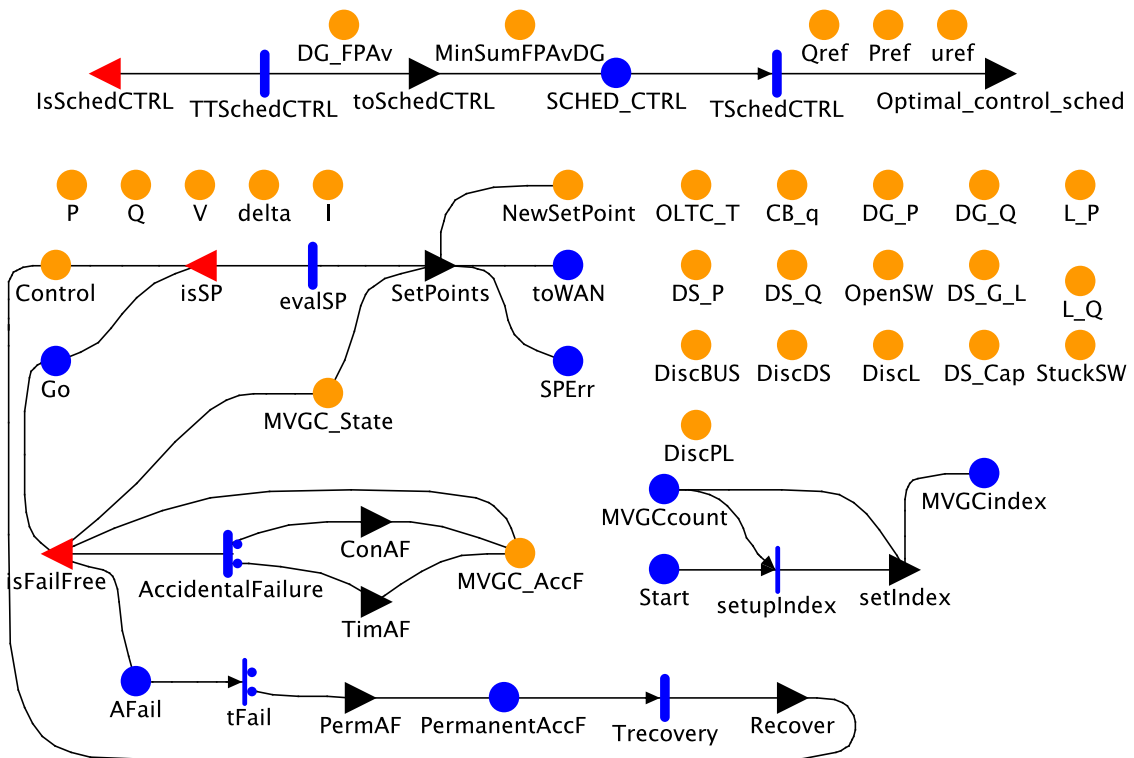 DG_FPAv MinSumFPAvDG Qref Pref uref
IsSchedCTRL TTSchedCTRL toSchedCTRL SCHED_CTRL TSchedCTRL Optimal_control_sched
P Q V delta I NewSetPoint OLTC_T CB_q DG_P DG_Q L_P
Control isSP evalSP SetPoints toWAN DS_P DS_Q OpenSW DS_G_L L_Q
Go MVGC_State SPErr DiscBUS DiscDS DiscL DS_Cap StuckSW
DiscPL
MVGCcount MVGCindex
isFailFree AccidentalFailure ConAF MVGC_AccF
TimAF Start setupIndex setIndex
AFail tFail PermAF PermanentAccF Trecovery Recover